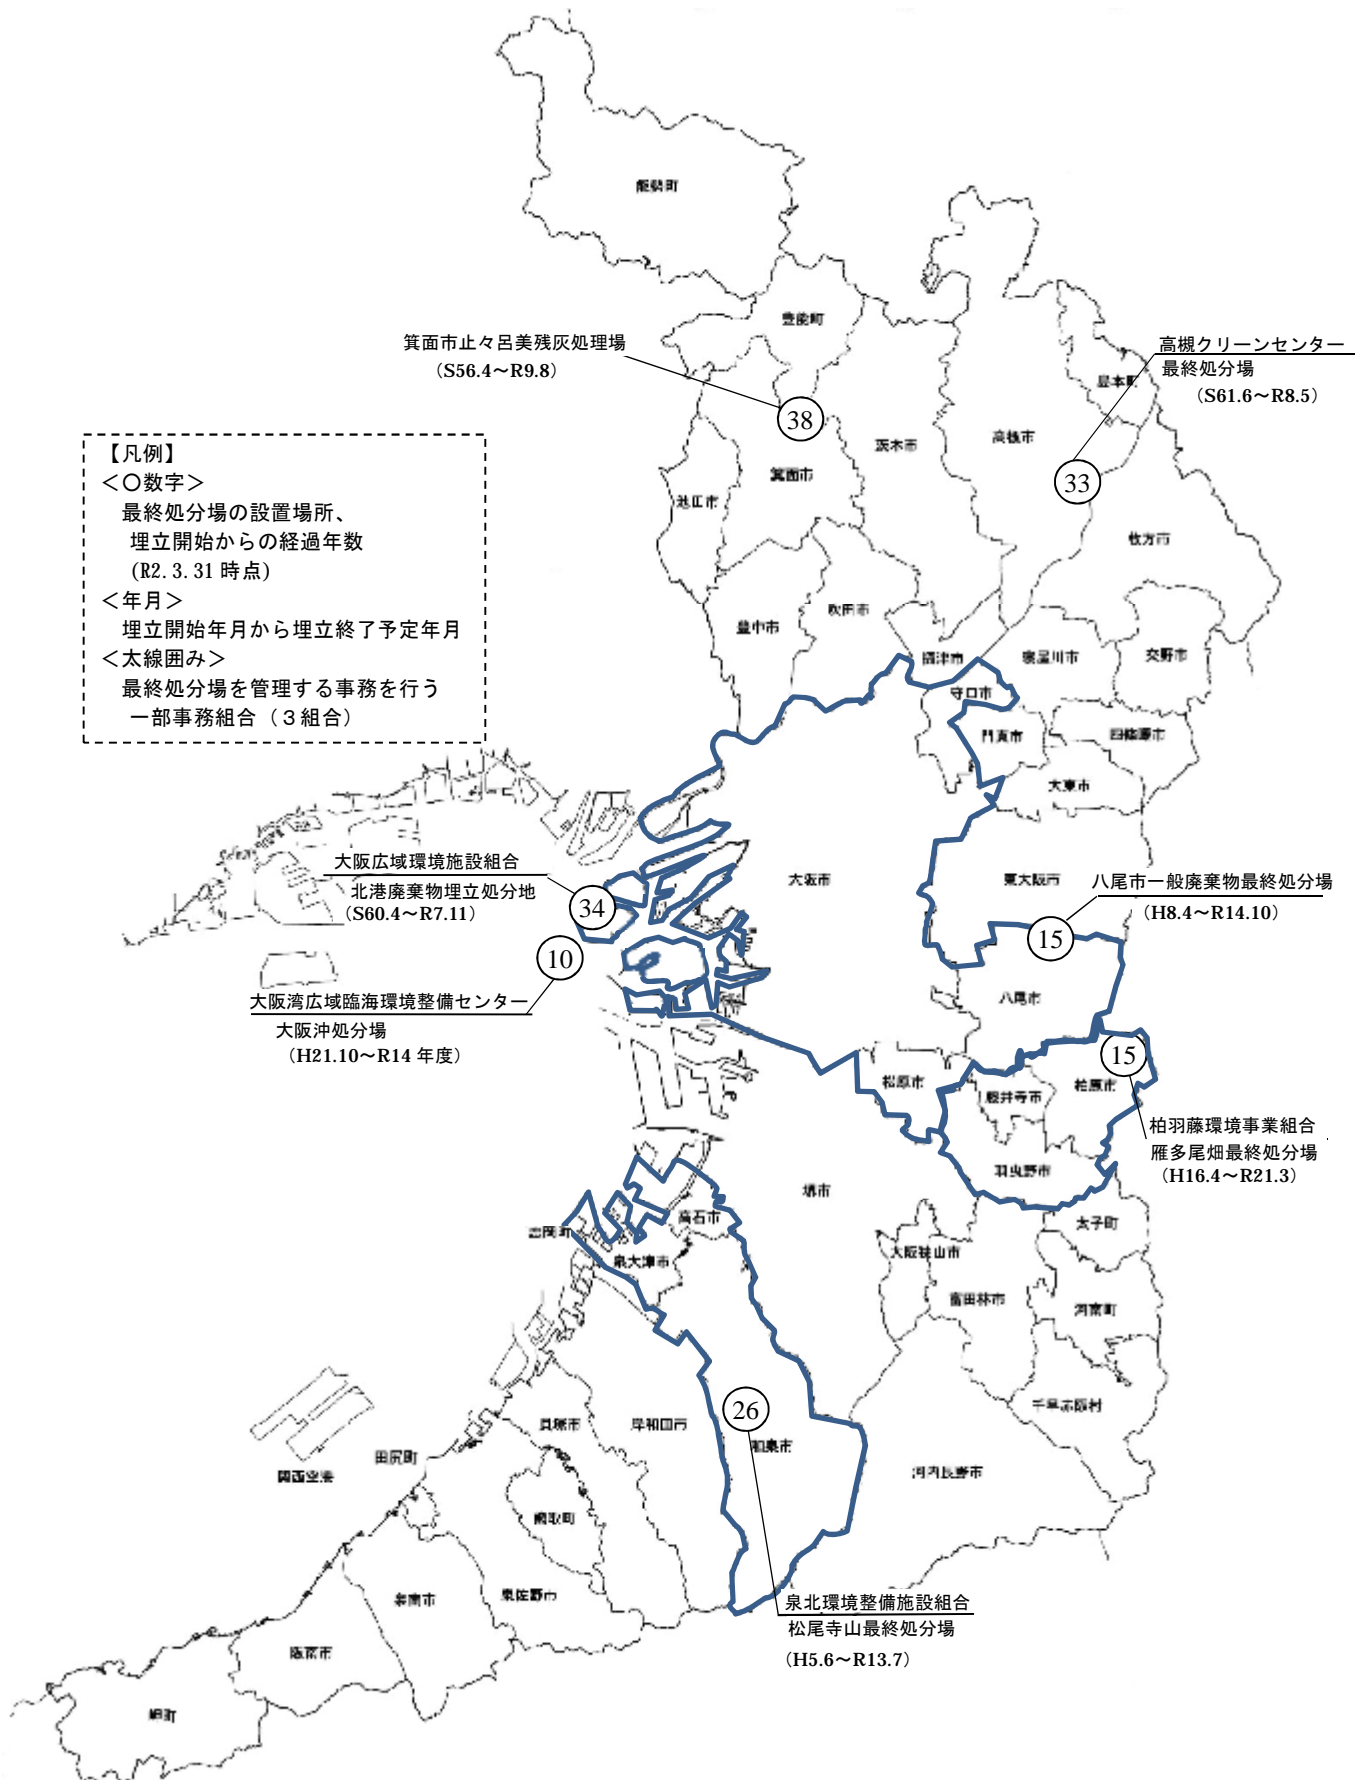 能勢町
豊能町
箕面市止々呂美残灰処理場
（S56.4～R9.8）
38
高槻クリーンセンター
最終処分場
（S61.6～R8.5）
島本町
高槻市
33
茨木市
箕面市
池田市
枚方市
【凡例】
＜〇数字＞
最終処分場の設置場所、
埋立開始からの経過年数
(R2.3.31 時点)
＜年月＞
埋立開始年月から埋立終了予定年月
＜太線囲み＞
最終処分場を管理する事務を行う
一部事務組合（３組合）
豊中市
吹田市
摂津市
寝屋川市
交野市
守口市
門真市
四條畷市
大東市
大阪市
東大阪市
大阪広域環境施設組合
北港廃棄物埋立処分地
（S60.4～R7.11）
34
八尾市一般廃棄物最終処分場
（H8.4～R14.10）
15
10
大阪湾広域臨海環境整備センター
大阪沖処分場
（H21.10～R14 年度）
八尾市
15
松原市
藤井寺市
柏原市
柏羽藤環境事業組合
雁多尾畑最終処分場
（H16.4～R21.3）
羽曳野市
堺市
高石市
忠岡町
泉大津市
太子町
大阪狭山市
富田林市
河南町
千早赤阪村
26
和泉市
岸和田市
貝塚市
田尻町
関西空港
河内長野市
熊取町
泉佐野市
泉南市
阪南市
岬町
泉北環境整備施設組合
松尾寺山最終処分場
（H5.6～R13.7）